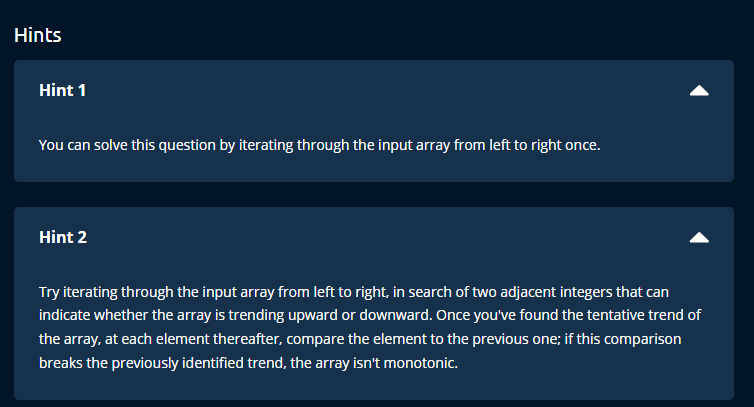 Hints
Hint 1
You can solve this question by iterating through the input array from left to right once.
Hint 2
Try iterating through the input array from left to right, in search of two adjacent integers that can
indicate whether the array is trending upward or downward. Once you've found the tentative trend of
the array, at each element thereafter, compare the element to the previous one; if this comparison
breaks the previously identified trend, the array isn't monotonic.